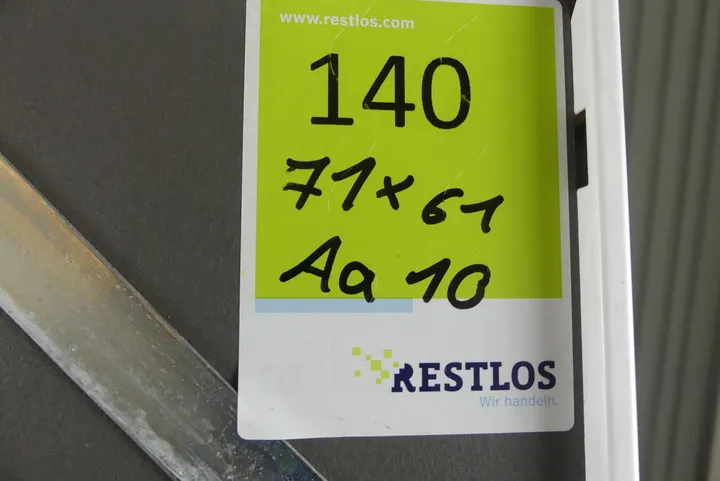 www.restlos.com
140
71x61
Aa 10
RESTLOS
Wir handeln.